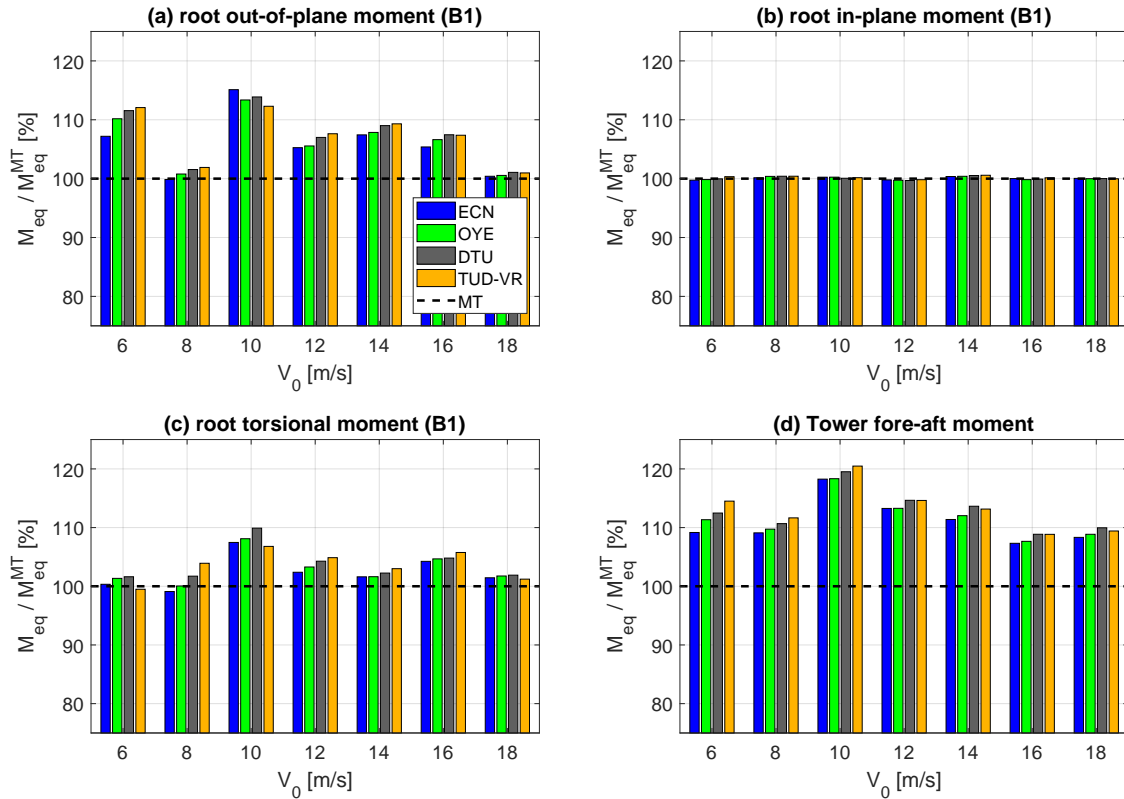 (a) root out-of-plane moment (B1)
M_eq / M_eq^MT [%]
120
110
100
90
80
6 8 10 12 14 16 18
V_0 [m/s]
ECN
OYE
DTU
TUD-VR
MT
(b) root in-plane moment (B1)
M_eq / M_eq^MT [%]
120
110
100
90
80
6 8 10 12 14 16 18
V_0 [m/s]
(c) root torsional moment (B1)
M_eq / M_eq^MT [%]
120
110
100
90
80
6 8 10 12 14 16 18
V_0 [m/s]
(d) Tower fore-aft moment
M_eq / M_eq^MT [%]
120
110
100
90
80
6 8 10 12 14 16 18
V_0 [m/s]